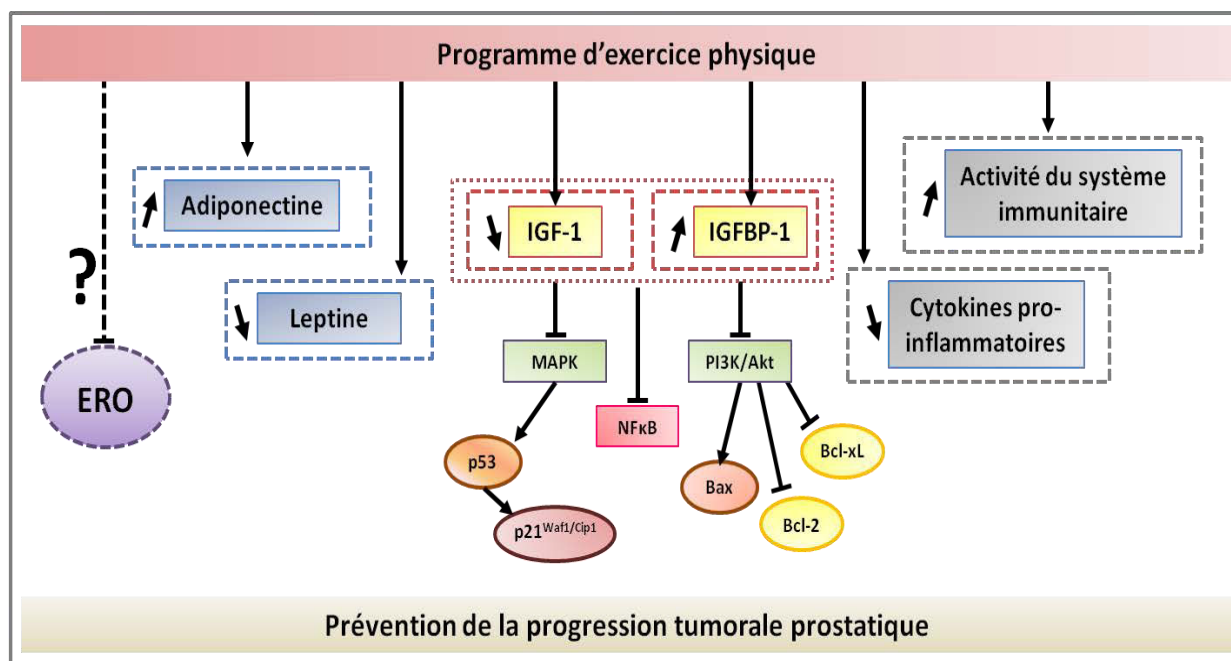 Programme d’exercice physique
Adiponectine
Activité du système
immunitaire
IGF-1
IGFBP-1
?
Leptine
Cytokines pro-
inflammatoires
MAPK
PI3K/Akt
ERO
NFκB
p53
Bcl-xL
Bax
p21Waf1/Cip1
Bcl-2
Prévention de la progression tumorale prostatique